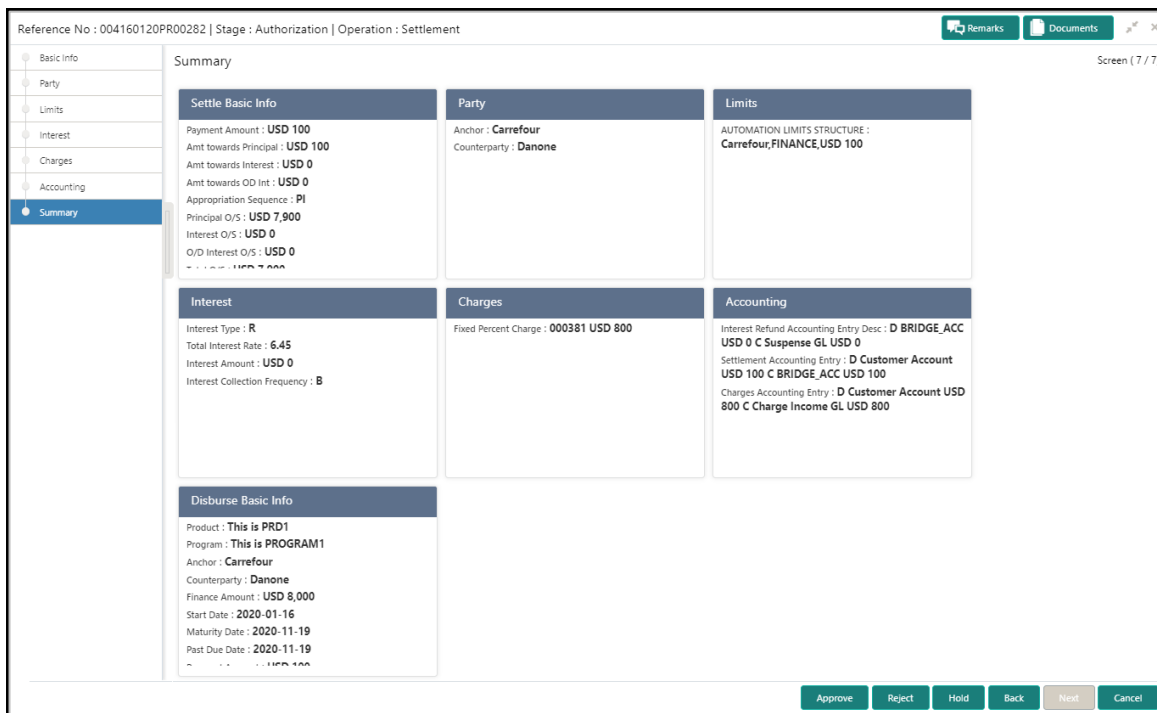 Reference No : 004160120PR00282 | Stage : Authorization | Operation : Settlement
Remarks
Documents
Basic Info
Party
Limits
Interest
Charges
Accounting
Summary
Summary
Screen ( 7 / 7
Settle Basic Info
Payment Amount : USD 100
Amt towards Principal : USD 100
Amt towards Interest : USD 0
Amt towards OD Int : USD 0
Appropriation Sequence : PI
Principal O/S : USD 7,900
Interest O/S : USD 0
O/D Interest O/S : USD 0
Total O/S : USD 7,900
Party
Anchor : Carrefour
Counterparty : Danone
Limits
AUTOMATION LIMITS STRUCTURE :
Carrefour,FINANCE,USD 100
Interest
Interest Type : R
Total Interest Rate : 6.45
Interest Amount : USD 0
Interest Collection Frequency : B
Charges
Fixed Percent Charge : 000381 USD 800
Accounting
Interest Refund Accounting Entry Desc : D BRIDGE_ACC
USD 0 C Suspense GL USD 0
Settlement Accounting Entry : D Customer Account
USD 100 C BRIDGE_ACC USD 100
Charges Accounting Entry : D Customer Account USD
800 C Charge Income GL USD 800
Disburse Basic Info
Product : This is PRD1
Program : This is PROGRAM1
Anchor : Carrefour
Counterparty : Danone
Finance Amount : USD 8,000
Start Date : 2020-01-16
Maturity Date : 2020-11-19
Past Due Date : 2020-11-19
USD 100
Approve
Reject
Hold
Back
Next
Cancel